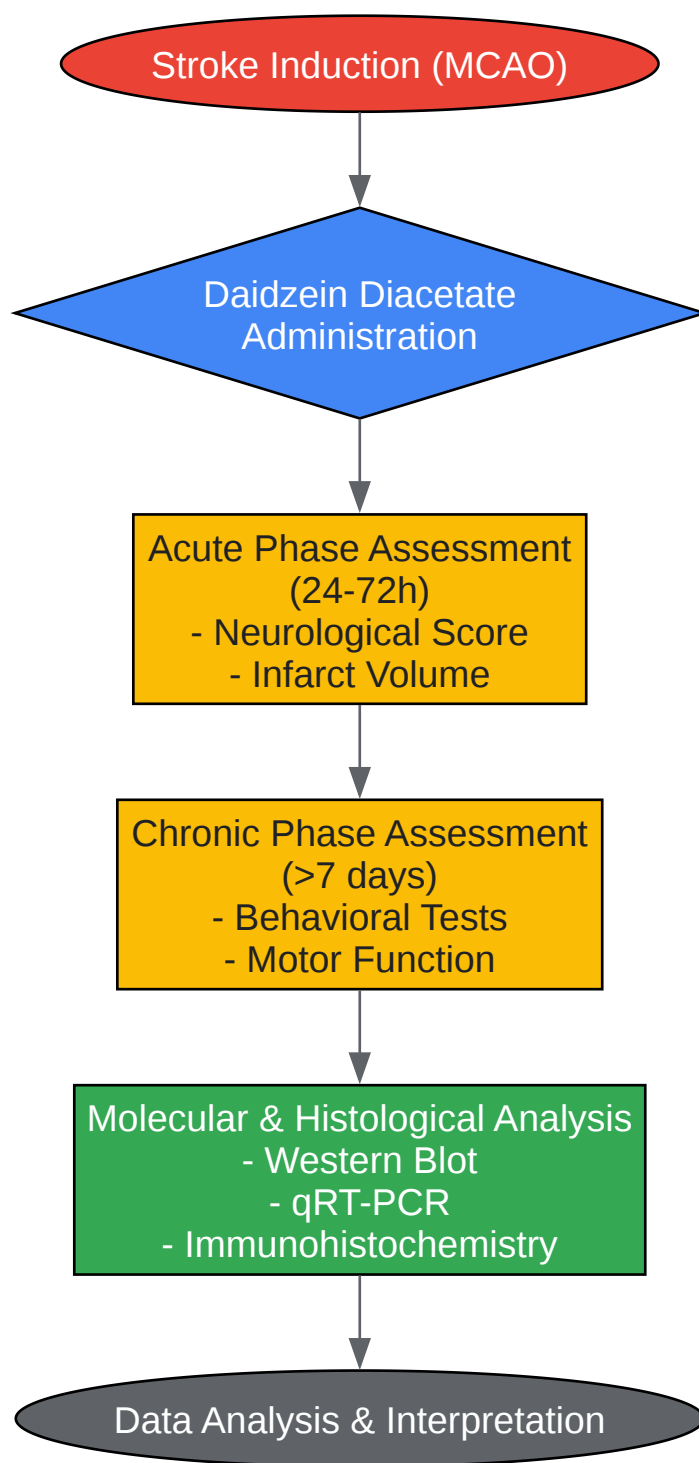 Stroke Induction (MCAO)
Daidzein Diacetate
Administration
Acute Phase Assessment
(24-72h)
- Neurological Score
- Infarct Volume
Chronic Phase Assessment
(>7 days)
- Behavioral Tests
- Motor Function
Molecular & Histological Analysis
- Western Blot
- qRT-PCR
- Immunohistochemistry
Data Analysis & Interpretation